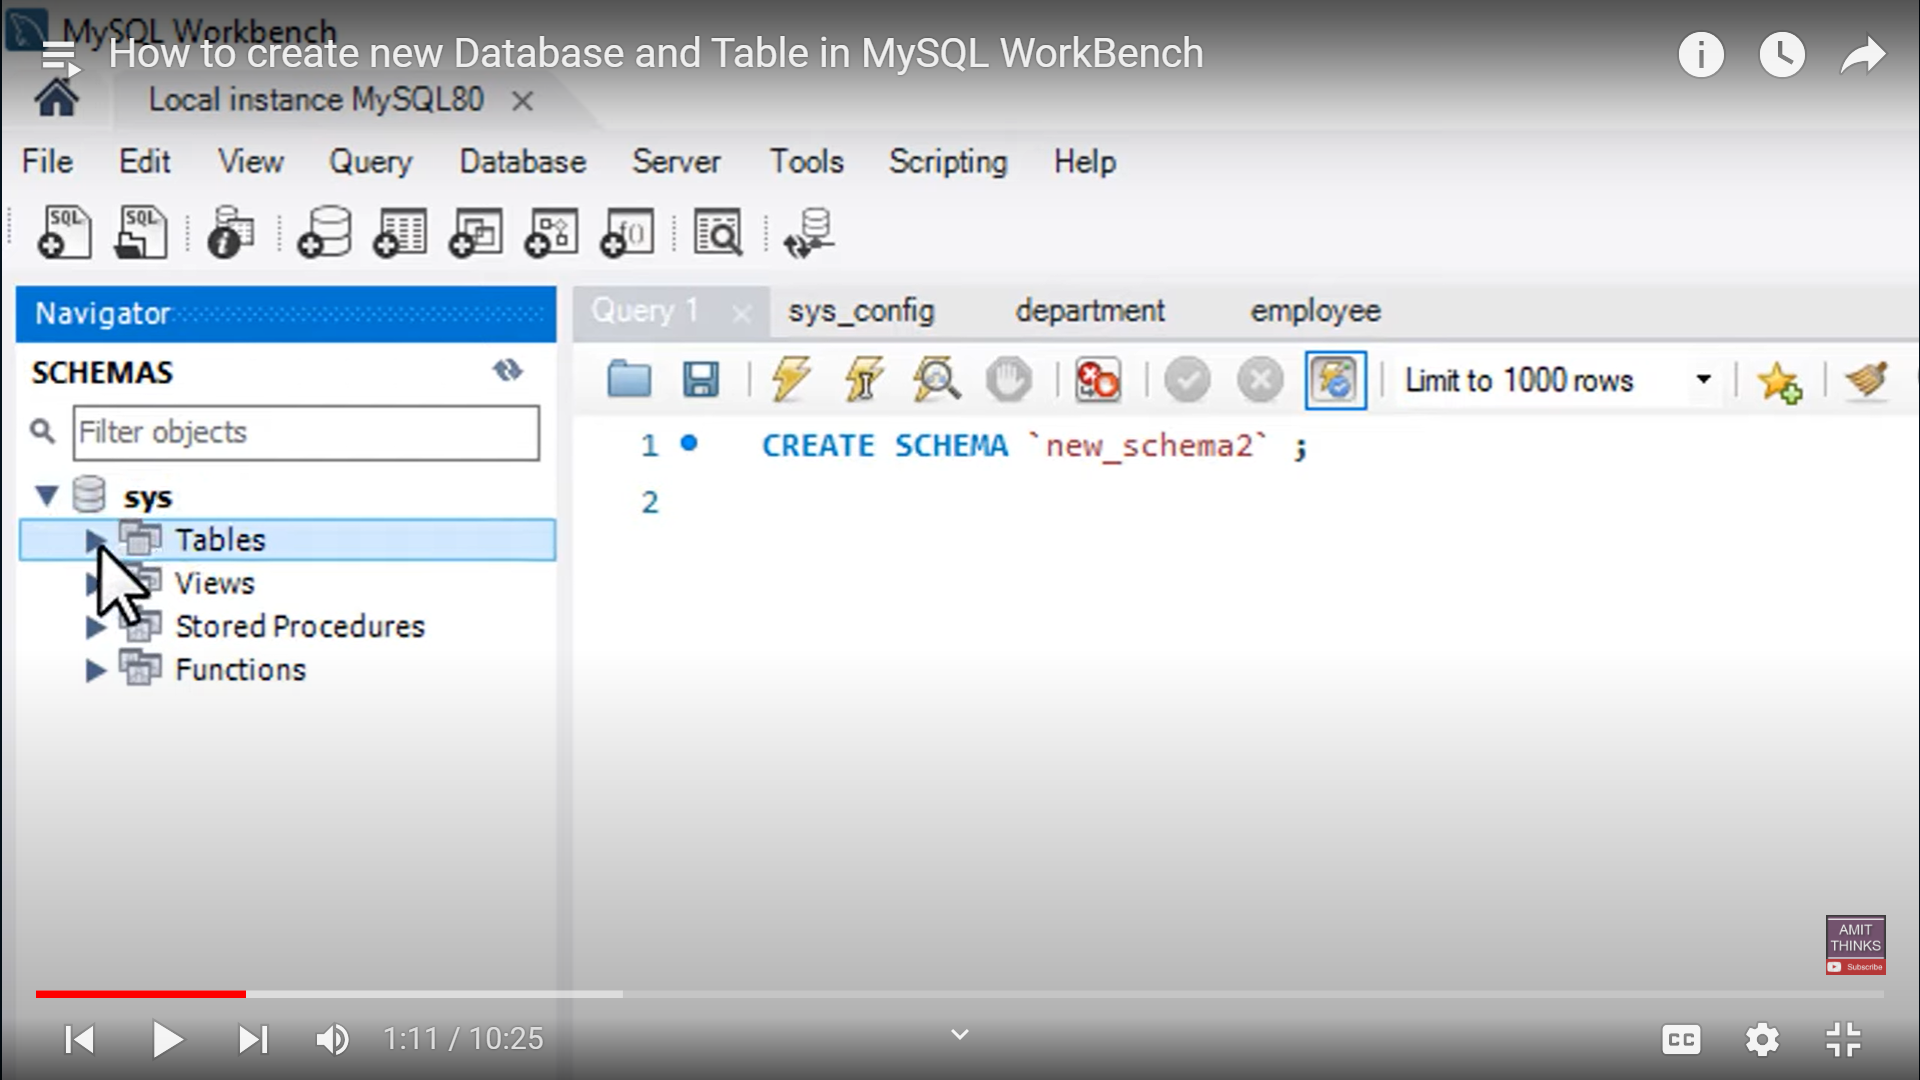 MySQL Workbench
How to create new Database and Table in MySQL WorkBench
Local instance MySQL80
File Edit View Query Database Server Tools Scripting Help
SQL SQL f()
Navigator
Query 1 sys_config department employee
SCHEMAS
Limit to 1000 rows
Filter objects
1 CREATE SCHEMA `new_schema2` ;
2
sys
Tables
Views
Stored Procedures
Functions
AMIT
THINKS
Subscribe
1:11 / 10:25
CC